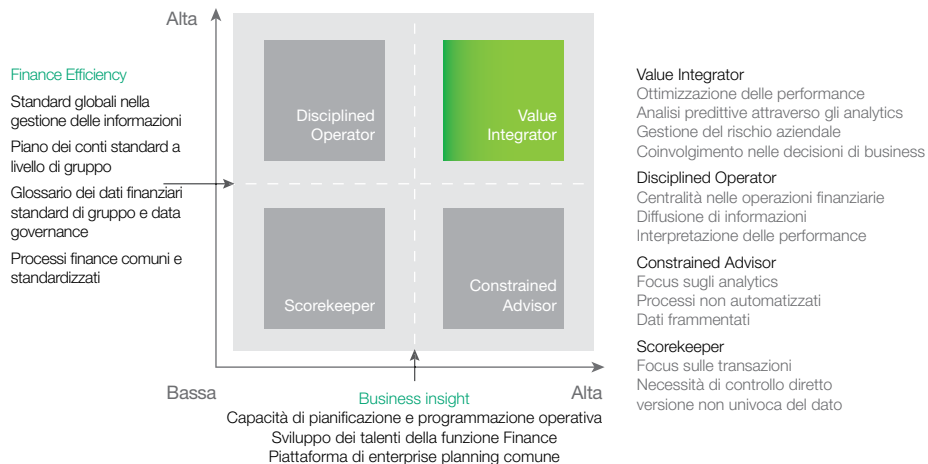 Alta
Finance Efficiency
Standard globali nella
gestione delle informazioni
Piano dei conti standard a
livello di gruppo
Glossario dei dati finanziari
standard di gruppo e data
governance
Processi finance comuni e
standardizzati
Disciplined
Operator
Value
Integrator
Scorekeeper
Constrained
Advisor
Bassa
Alta
Business insight
Capacità di pianificazione e programmazione operativa
Sviluppo dei talenti della funzione Finance
Piattaforma di enterprise planning comune
Value Integrator
Ottimizzazione delle performance
Analisi predittive attraverso gli analytics
Gestione del rischio aziendale
Coinvolgimento nelle decisioni di business
Disciplined Operator
Centralità nelle operazioni finanziarie
Diffusione di informazioni
Interpretazione delle performance
Constrained Advisor
Focus sugli analytics
Processi non automatizzati
Dati frammentati
Scorekeeper
Focus sulle transazioni
Necessità di controllo diretto
versione non univoca del dato